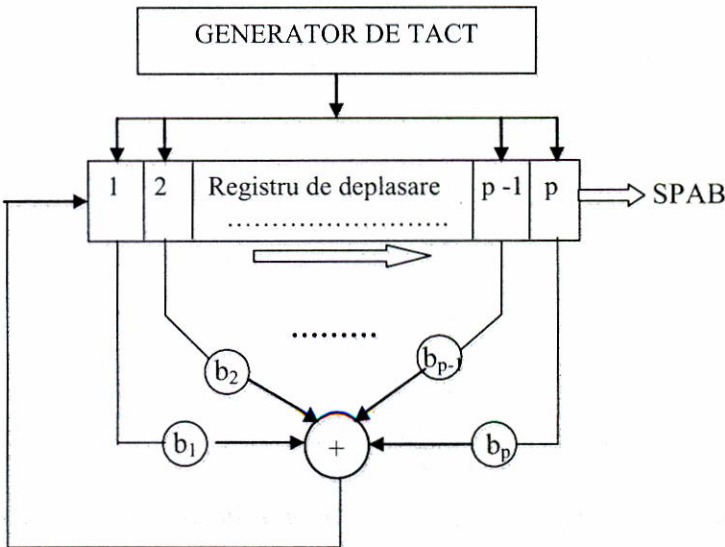 GENERATOR DE TACT
1 2 Registru de deplasare p -1 p SPAB
..........................
.........
b₂ bₚ₋₁
b₁ + bₚ